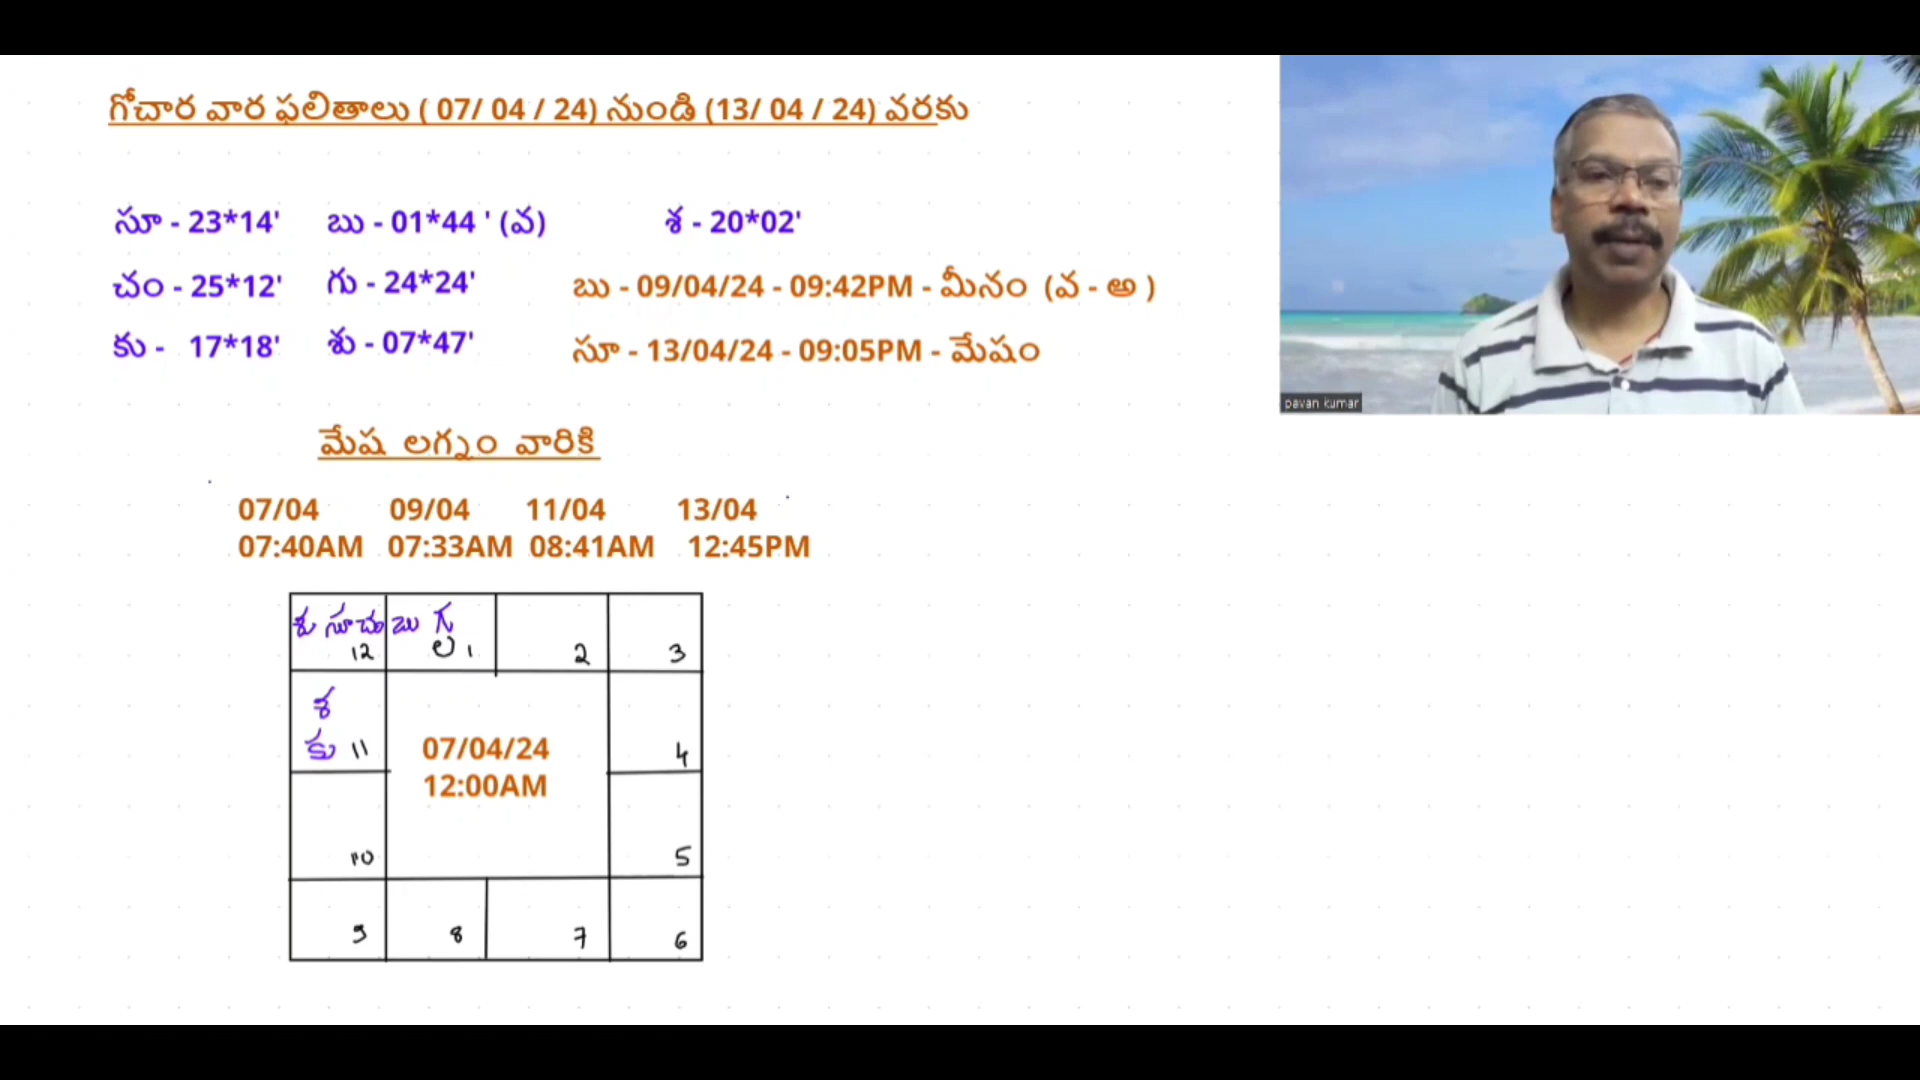 గోచార వార ఫలితాలు ( 07/ 04 / 24) నుండి (13/ 04 / 24) వరకు
సూ - 23*14' బు - 01*44 ' (వ) శ - 20*02'
చం - 25*12' గు - 24*24' బు - 09/04/24 - 09:42PM - మీనం (వ - అ )
కు - 17*18' శు - 07*47' సూ - 13/04/24 - 09:05PM - మేషం
pavan kumar
మేష లగ్నం వారికి
07/04 09/04 11/04 13/04
07:40AM 07:33AM 08:41AM 12:45PM
శు సూ చం బు గు
12 ల 1 2 3
శ
కు 11 07/04/24 4
12:00AM
10 5
9 8 7 6